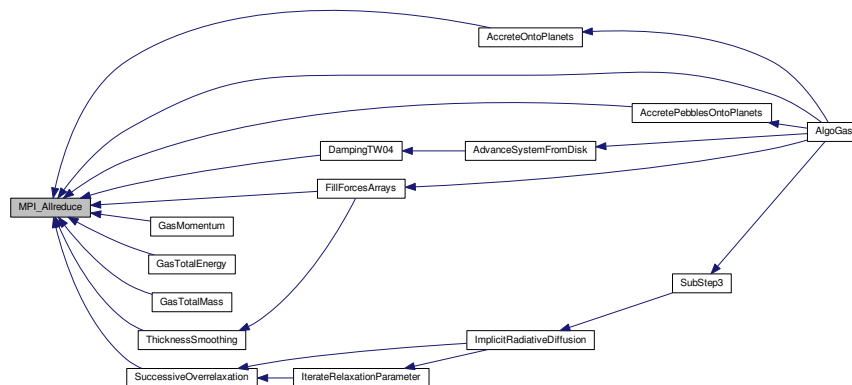 AccreteOntoPlanets
AccretePebblesOntoPlanets
AlgoGas
DampingTW04
AdvanceSystemFromDisk
FillForcesArrays
MPI_Allreduce
GasMomentum
GasTotalEnergy
SubStep3
GasTotalMass
ThicknessSmoothing
ImplicitRadiativeDiffusion
SuccessiveOverrelaxation
IterateRelaxationParameter